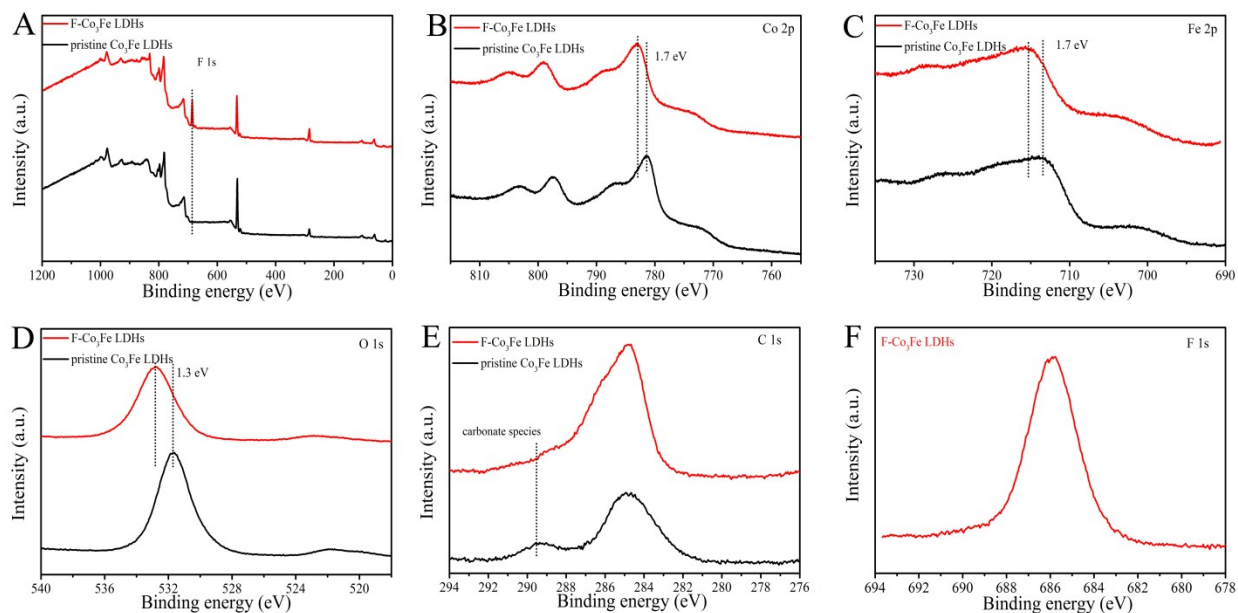 A
F-Co₃Fe LDHs
pristine Co₃Fe LDHs
F 1s
Intensity (a.u.)
1200 1000 800 600 400 200 0
Binding energy (eV)
B
F-Co₃Fe LDHs
Co 2p
pristine Co₃Fe LDHs
1.7 eV
Intensity (a.u.)
810 800 790 780 770 760
Binding energy (eV)
C
F-Co₃Fe LDHs
Fe 2p
pristine Co₃Fe LDHs
1.7 eV
Intensity (a.u.)
730 720 710 700 690
Binding energy (eV)
D
F-Co₃Fe LDHs
O 1s
pristine Co₃Fe LDHs
1.3 eV
Intensity (a.u.)
540 536 532 528 524 520
Binding energy (eV)
E
F-Co₃Fe LDHs
C 1s
pristine Co₃Fe LDHs
carbonate species
Intensity (a.u.)
294 292 290 288 286 284 282 280 278 276
Binding energy (eV)
F
F-Co₃Fe LDHs
F 1s
Intensity (a.u.)
694 692 690 688 686 684 682 680 678
Binding energy (eV)